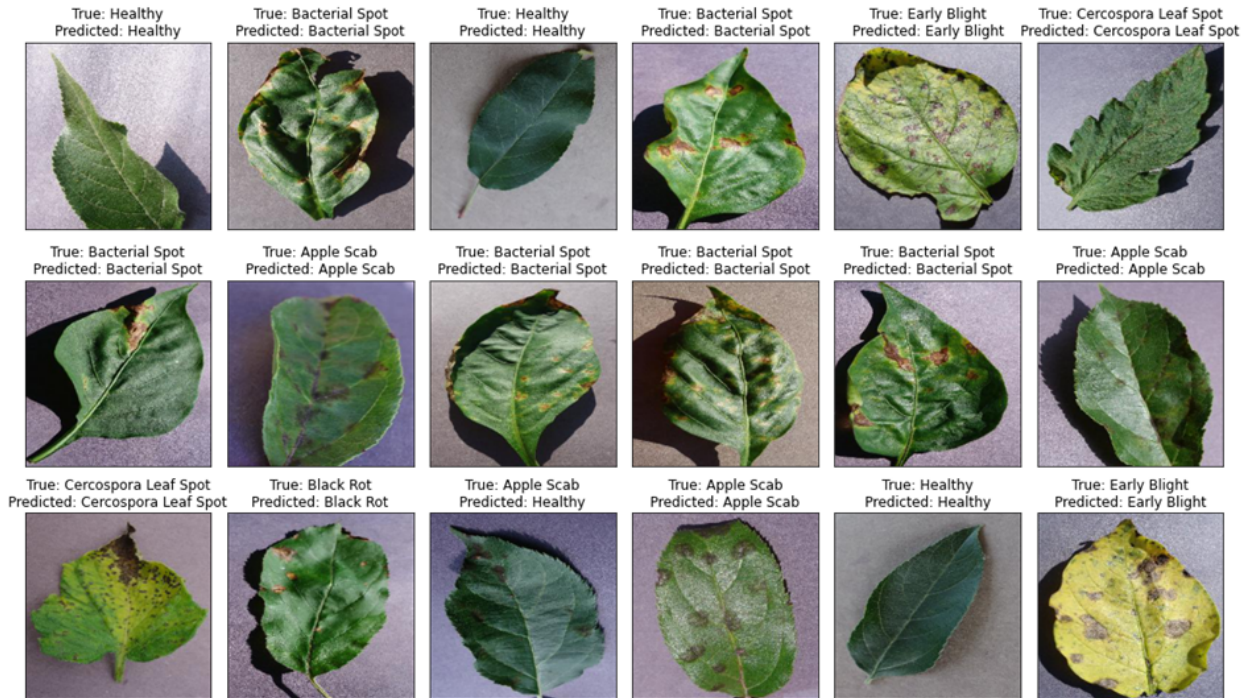 True: Healthy
Predicted: Healthy
True: Bacterial Spot
Predicted: Bacterial Spot
True: Healthy
Predicted: Healthy
True: Bacterial Spot
Predicted: Bacterial Spot
True: Early Blight
Predicted: Early Blight
True: Cercospora Leaf Spot
Predicted: Cercospora Leaf Spot
True: Bacterial Spot
Predicted: Bacterial Spot
True: Apple Scab
Predicted: Apple Scab
True: Bacterial Spot
Predicted: Bacterial Spot
True: Bacterial Spot
Predicted: Bacterial Spot
True: Bacterial Spot
Predicted: Bacterial Spot
True: Apple Scab
Predicted: Apple Scab
True: Cercospora Leaf Spot
Predicted: Cercospora Leaf Spot
True: Black Rot
Predicted: Black Rot
True: Apple Scab
Predicted: Healthy
True: Apple Scab
Predicted: Apple Scab
True: Healthy
Predicted: Healthy
True: Early Blight
Predicted: Early Blight